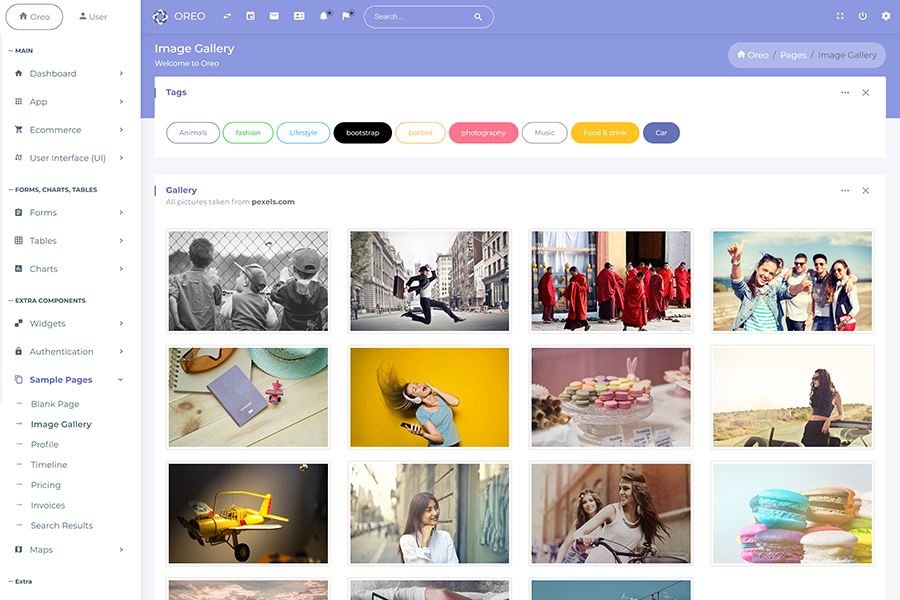 Oreo
User
OREO
Search...
-- MAIN
Dashboard
App
Ecommerce
User Interface (UI)
-- FORMS, CHARTS, TABLES
Forms
Tables
Charts
-- EXTRA COMPONENTS
Widgets
Authentication
Sample Pages
Blank Page
Image Gallery
Profile
Timeline
Pricing
Invoices
Search Results
Maps
-- Extra
Image Gallery
Welcome to Oreo
Oreo / Pages / Image Gallery
Tags
Animals
fashion
Lifestyle
bootstrap
politics
photography
Music
Food & drink
Car
Gallery
All pictures taken from pexels.com